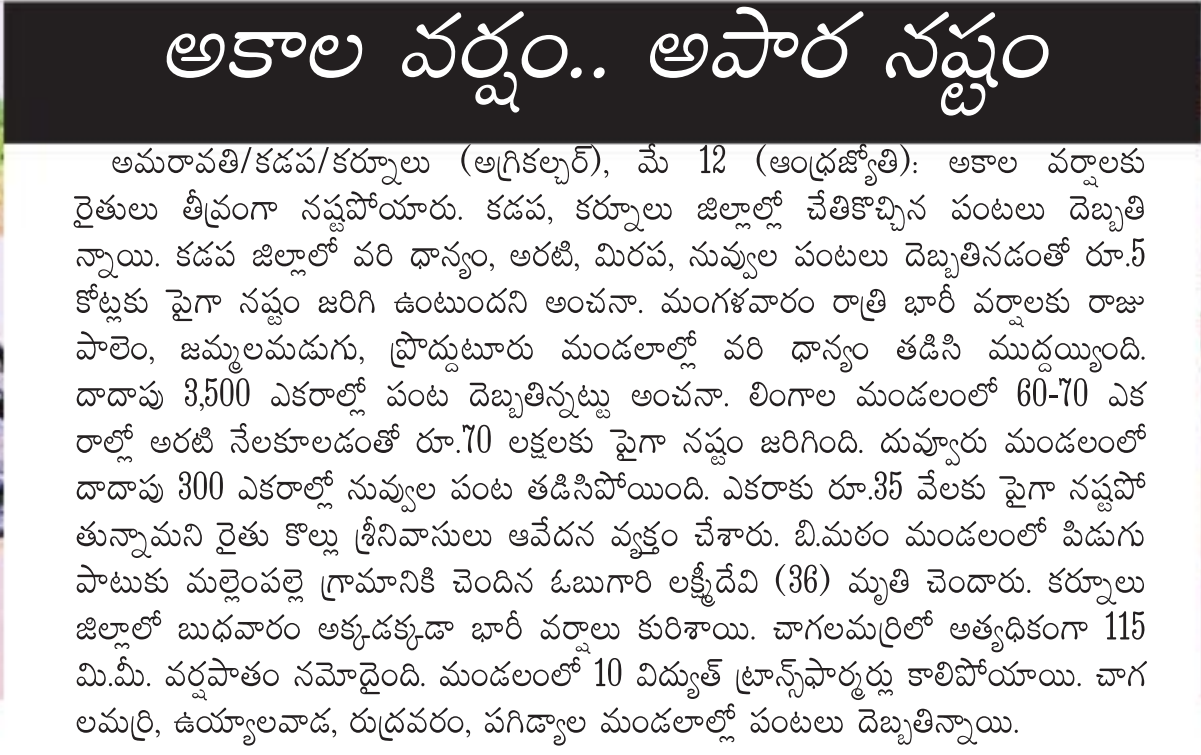 అకాల వర్షం.. అపార నష్టం
అమరావతి/కడప/కర్నూలు (అగ్రికల్చర్), మే 12 (ఆంధ్రజ్యోతి): అకాల వర్షాలకు
రైతులు తీవ్రంగా నష్టపోయారు. కడప, కర్నూలు జిల్లాల్లో చేతికొచ్చిన పంటలు దెబ్బతి
న్నాయి. కడప జిల్లాలో వరి ధాన్యం, అరటి, మిరప, నువ్వుల పంటలు దెబ్బతినడంతో రూ.5
కోట్లకు పైగా నష్టం జరిగి ఉంటుందని అంచనా. మంగళవారం రాత్రి భారీ వర్షాలకు రాజు
పాలెం, జమ్మలమడుగు, ప్రొద్దుటూరు మండలాల్లో వరి ధాన్యం తడిసి ముద్దయ్యింది.
దాదాపు 3,500 ఎకరాల్లో పంట దెబ్బతిన్నట్టు అంచనా. లింగాల మండలంలో 60-70 ఎక
రాల్లో అరటి నేలకూలడంతో రూ.70 లక్షలకు పైగా నష్టం జరిగింది. దువ్వూరు మండలంలో
దాదాపు 300 ఎకరాల్లో నువ్వుల పంట తడిసిపోయింది. ఎకరాకు రూ.35 వేలకు పైగా నష్టపో
తున్నామని రైతు కొల్లు శ్రీనివాసులు ఆవేదన వ్యక్తం చేశారు. బి.మఠం మండలంలో పిడుగు
పాటుకు మల్లెంపల్లె గ్రామానికి చెందిన ఓబుగారి లక్ష్మీదేవి (36) మృతి చెందారు. కర్నూలు
జిల్లాలో బుధవారం అక్కడక్కడా భారీ వర్షాలు కురిశాయి. చాగలమర్రిలో అత్యధికంగా 115
మి.మీ. వర్షపాతం నమోదైంది. మండలంలో 10 విద్యుత్ ట్రాన్స్‌ఫార్మర్లు కాలిపోయాయి. చాగ
లమర్రి, ఉయ్యాలవాడ, రుద్రవరం, పగిడ్యాల మండలాల్లో పంటలు దెబ్బతిన్నాయి.